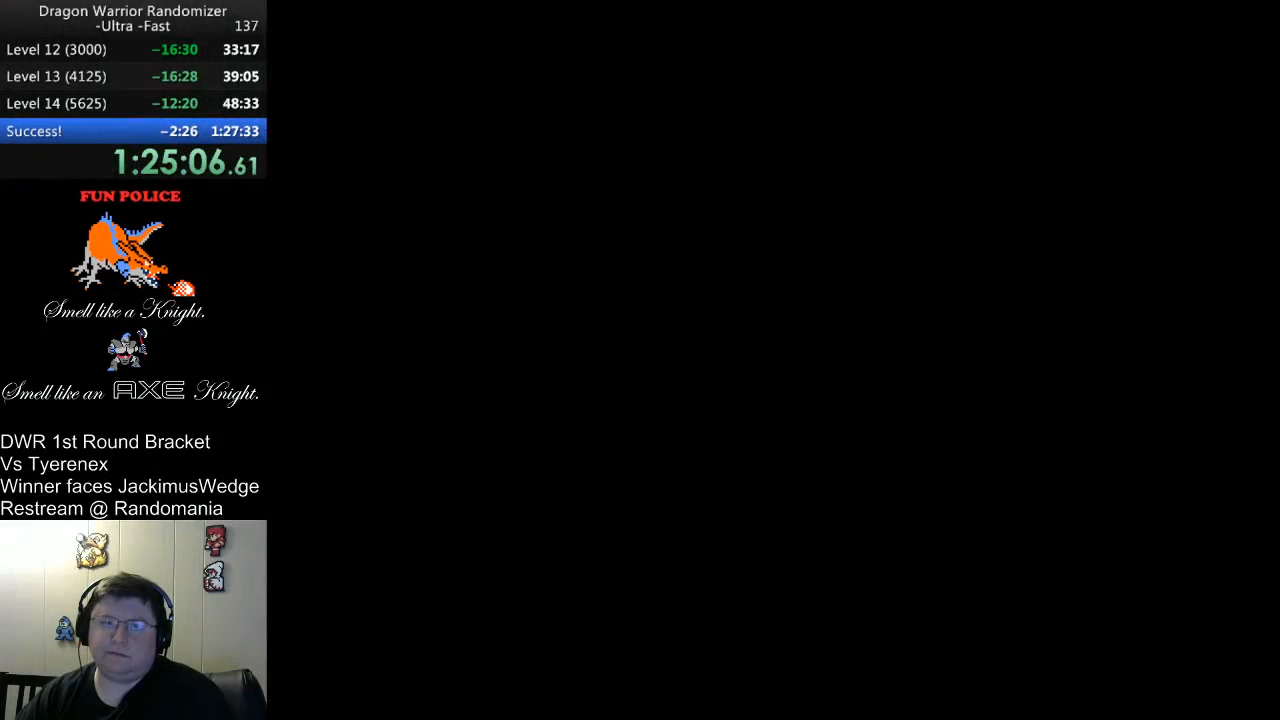 Dragon Warrior Randomizer
-Ultra -Fast 137
Level 12 (3000) −16:30 33:17
Level 13 (4125) −16:28 39:05
Level 14 (5625) −12:20 48:33
Success! −2:26 1:27:33
1:25:06.61
FUN POLICE
Smell like a Knight.
Smell like an AXE Knight.
DWR 1st Round Bracket
Vs Tyerenex
Winner faces JackimusWedge
Restream @ Randomania